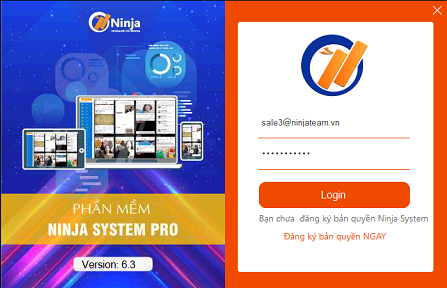 Ninja
PHẦN MỀM
NINJA SYSTEM PRO
Version: 6.3
sale3@ninjateam.vn
•••••••••••
Login
Bạn chưa đăng ký bản quyền Ninja System
Đăng ký bản quyền NGAY